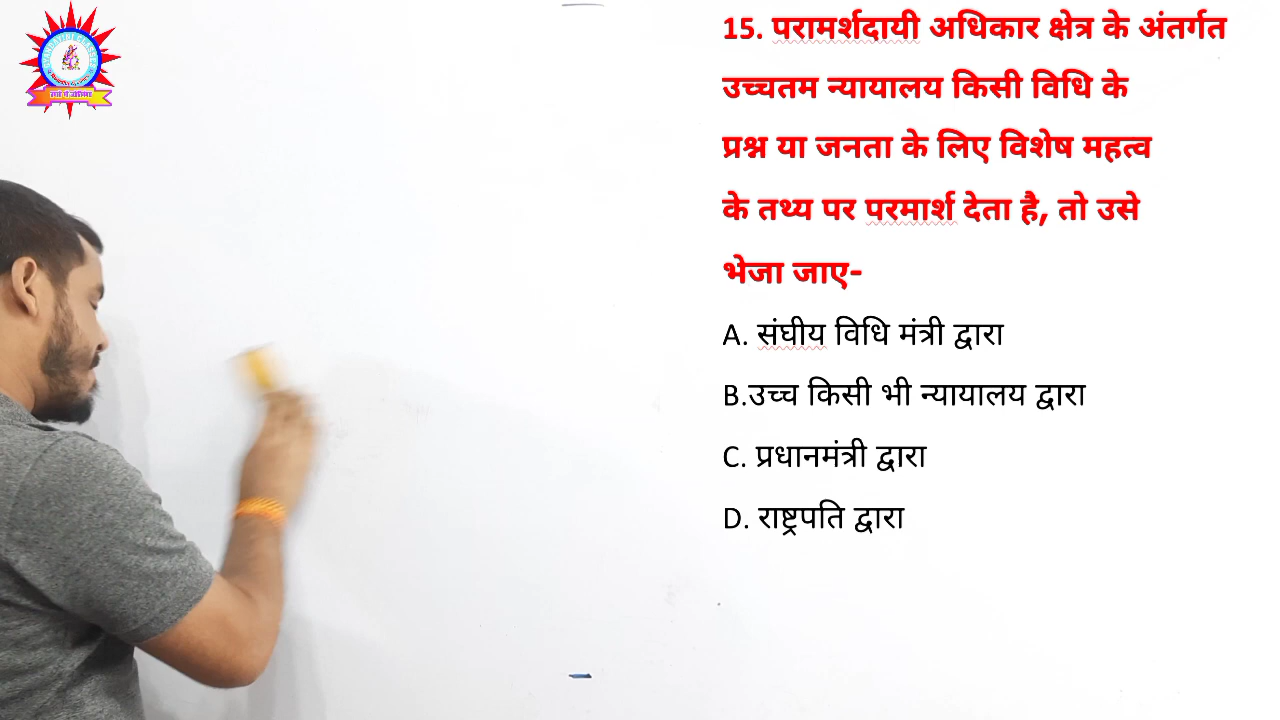 15. परामर्शदायी अधिकार क्षेत्र के अंतर्गत
उच्चतम न्यायालय किसी विधि के
प्रश्न या जनता के लिए विशेष महत्व
के तथ्य पर परमार्श देता है, तो उसे
भेजा जाए-
A. संघीय विधि मंत्री द्वारा
B.उच्च किसी भी न्यायालय द्वारा
C. प्रधानमंत्री द्वारा
D. राष्ट्रपति द्वारा